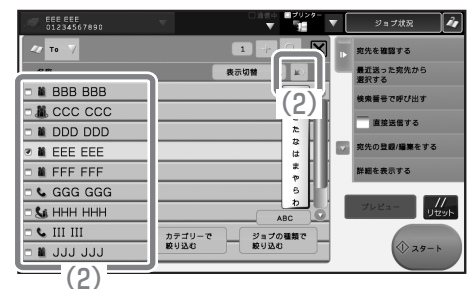 EEE EEE
01234567890
プリンター
ジョブ状況
To
1
宛先を確認する
表示切替
最近送った宛先から
選択する
BBB BBB
(2)
検索番号で呼び出す
CCC CCC
直接送信する
DDD DDD
た
な
EEE EEE
は
宛先の登録/編集をする
FFF FFF
ま
や
詳細を表示する
GGG GGG
ら
HHH HHH
わ
プレビュー
リセット
ABC
III III
カテゴリーで
絞り込む
ジョブの種類で
絞り込む
スタート
JJJ JJJ
(2)